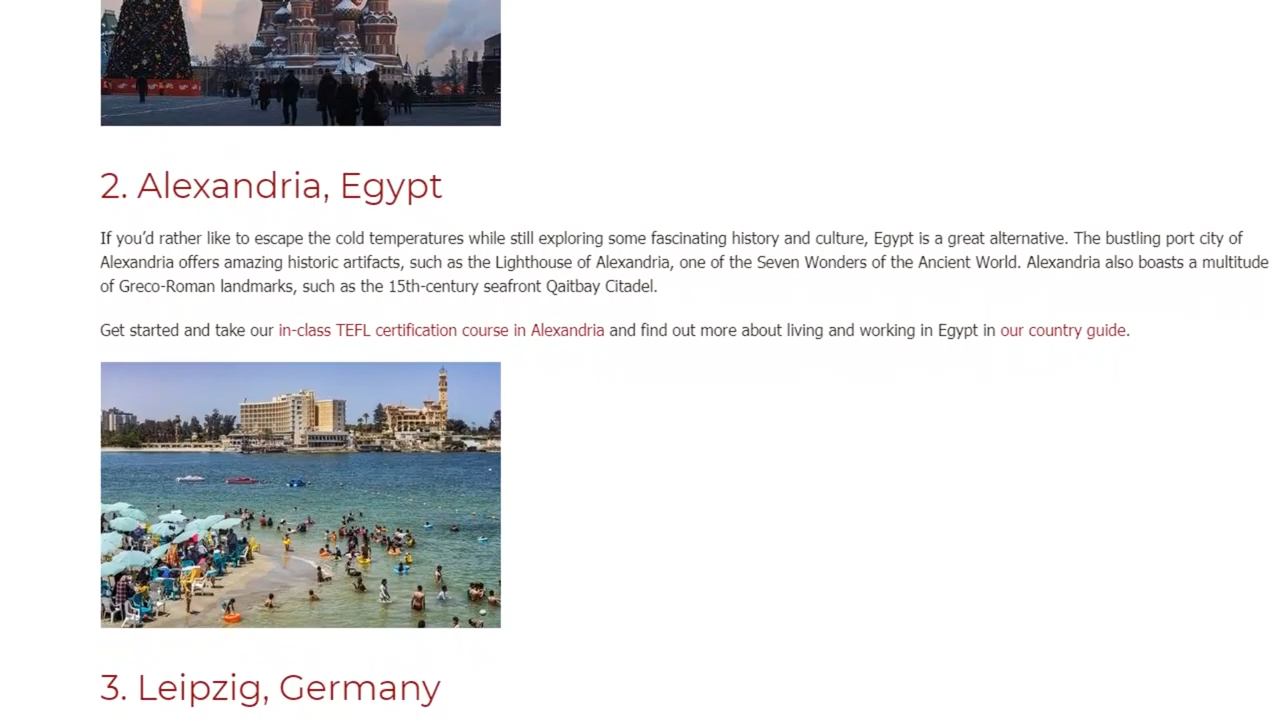 2. Alexandria, Egypt
If you’d rather like to escape the cold temperatures while still exploring some fascinating history and culture, Egypt is a great alternative. The bustling port city of
Alexandria offers amazing historic artifacts, such as the Lighthouse of Alexandria, one of the Seven Wonders of the Ancient World. Alexandria also boasts a multitude
of Greco-Roman landmarks, such as the 15th-century seafront Qaitbay Citadel.
Get started and take our in-class TEFL certification course in Alexandria and find out more about living and working in Egypt in our country guide.
3. Leipzig, Germany